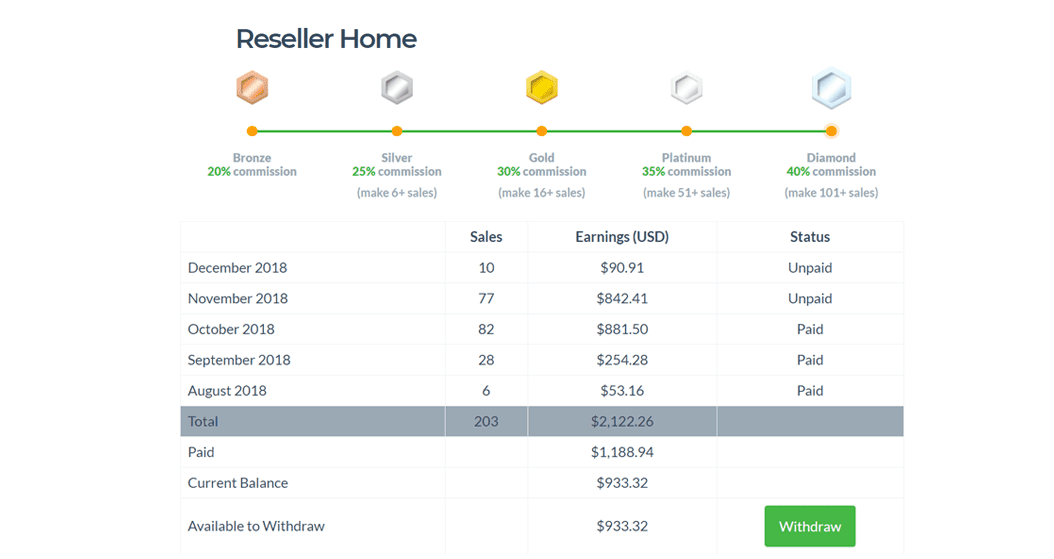 Reseller Home
Bronze Silver Gold Platinum Diamond
20% commission 25% commission 30% commission 35% commission 40% commission
(make 6+ sales) (make 16+ sales) (make 51+ sales) (make 101+ sales)
Sales Earnings (USD) Status
December 2018 10 $90.91 Unpaid
November 2018 77 $842.41 Unpaid
October 2018 82 $881.50 Paid
September 2018 28 $254.28 Paid
August 2018 6 $53.16 Paid
Total 203 $2,122.26
Paid $1,188.94
Current Balance $933.32
Available to Withdraw $933.32 Withdraw